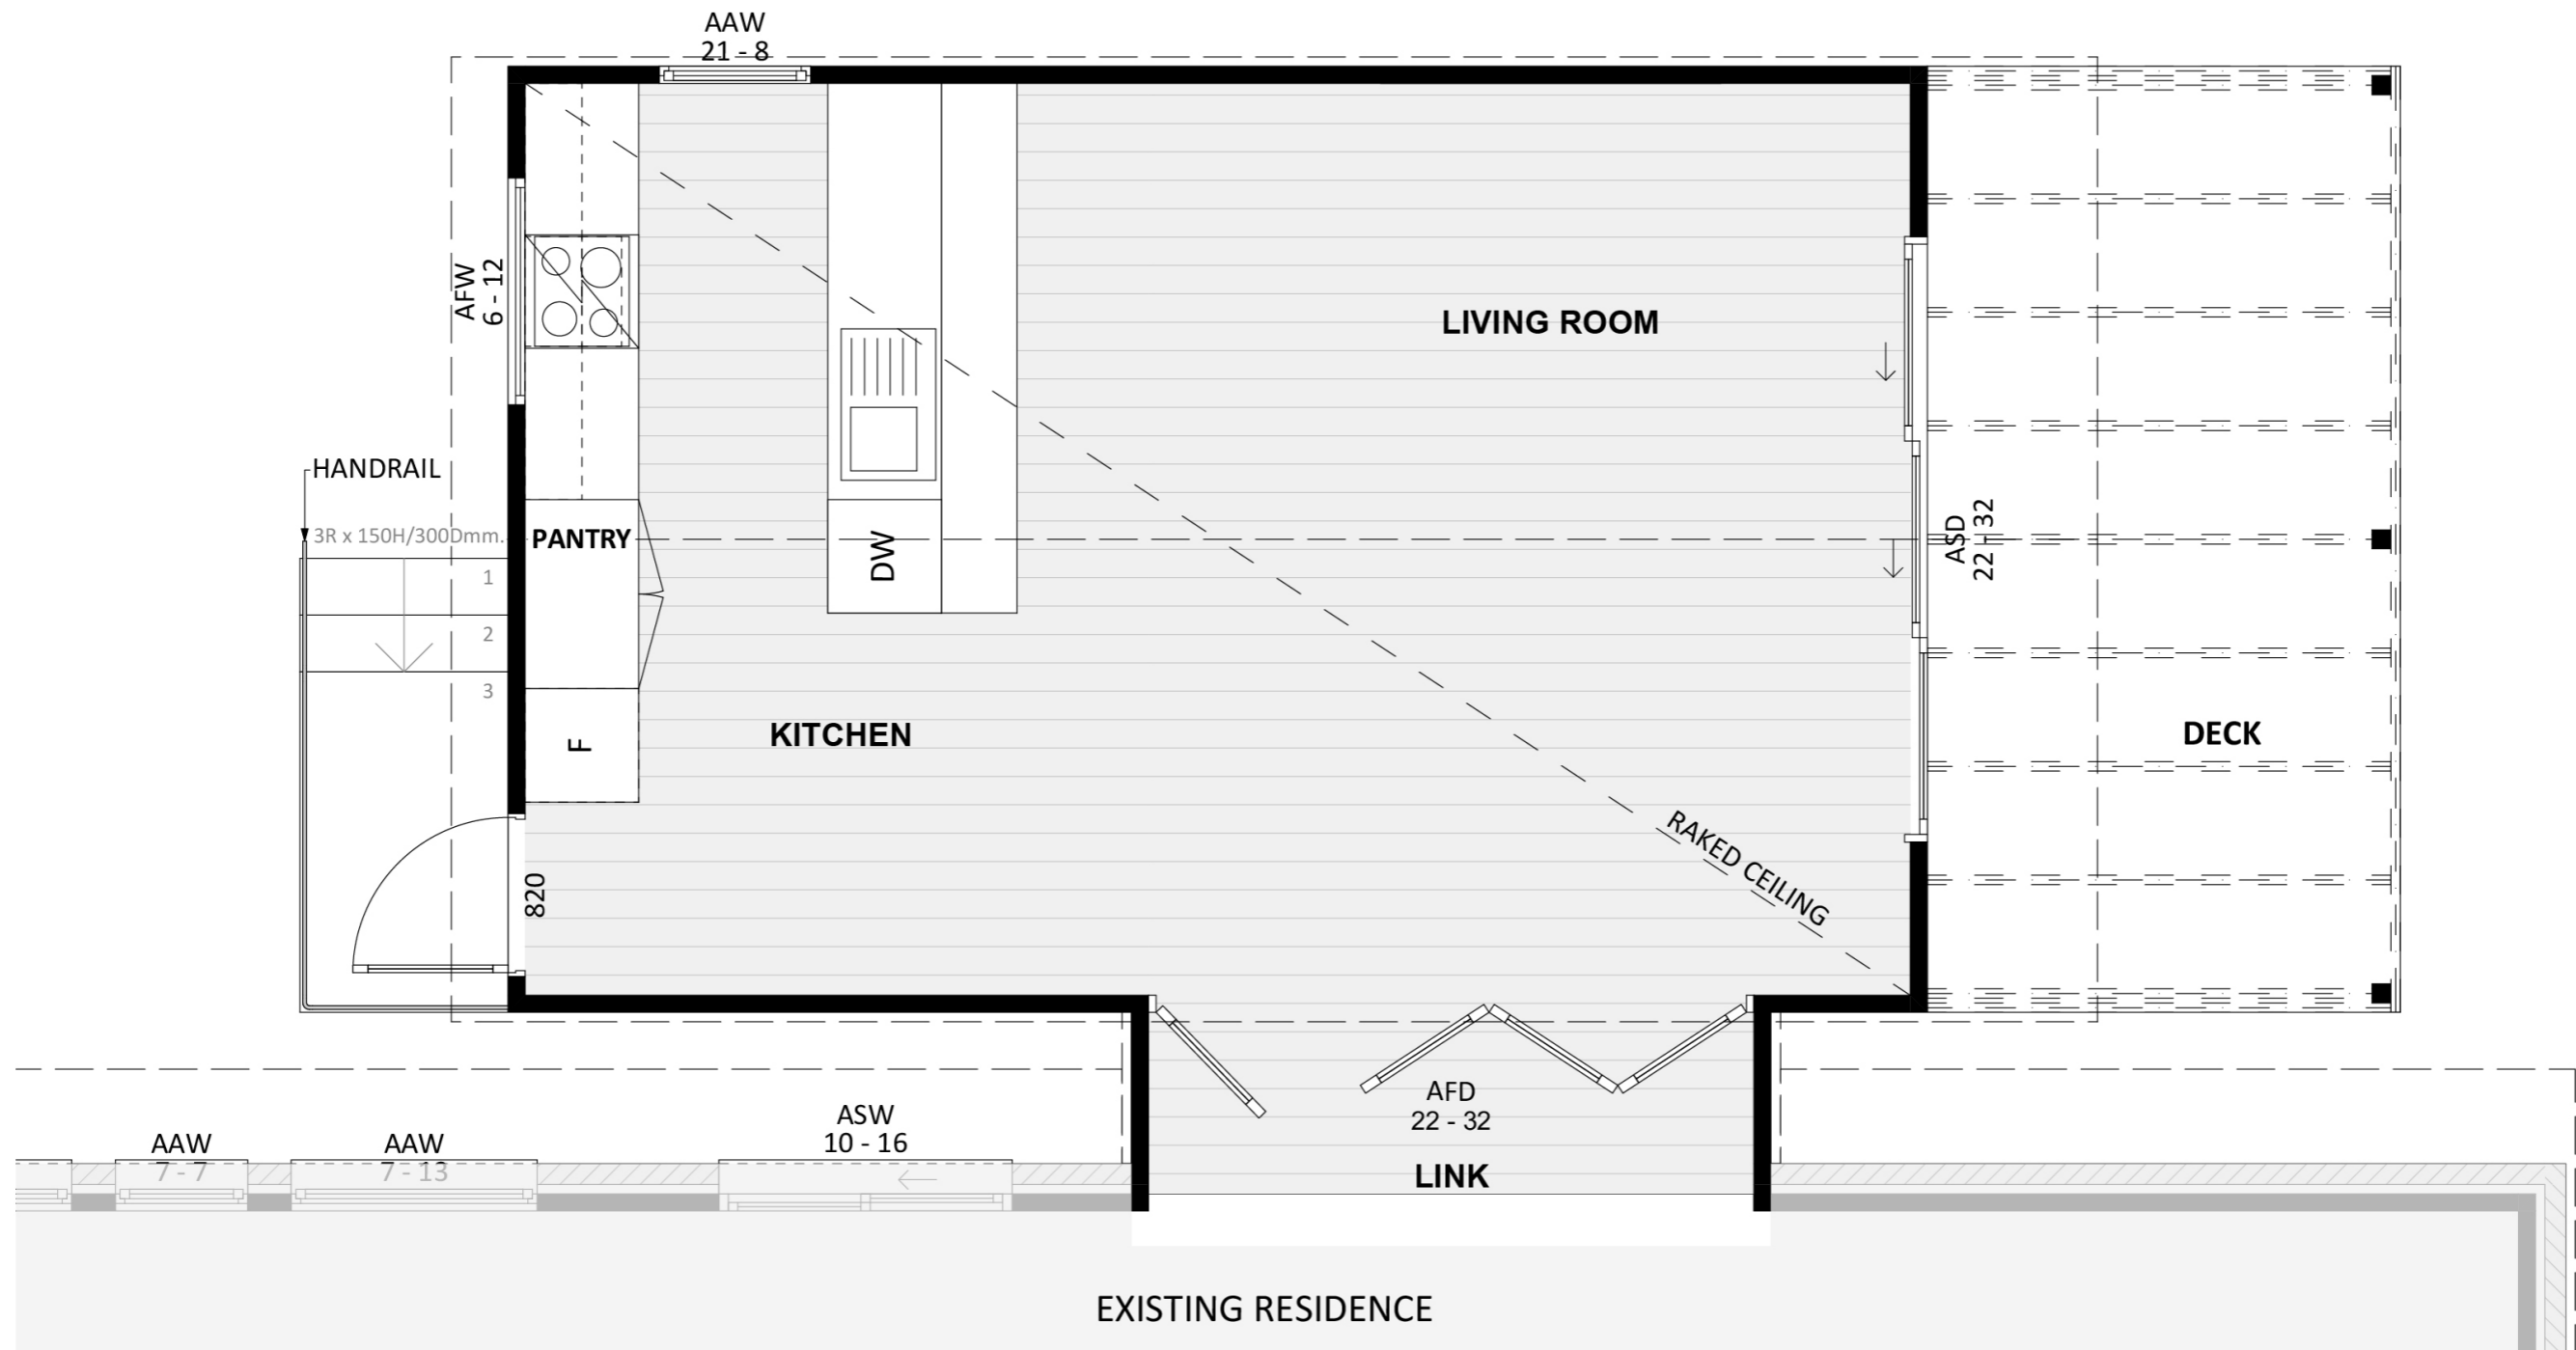 AAW
21 - 8
AFW
6 - 12
LIVING ROOM
HANDRAIL
3R x 150H/300Dmm.
PANTRY
DW
ASD
22 - 32
1
2
3
F
KITCHEN
DECK
820
RAKED CEILING
AFD
22 - 32
LINK
AAW
7 - 7
AAW
7 - 13
ASW
10 - 16
EXISTING RESIDENCE